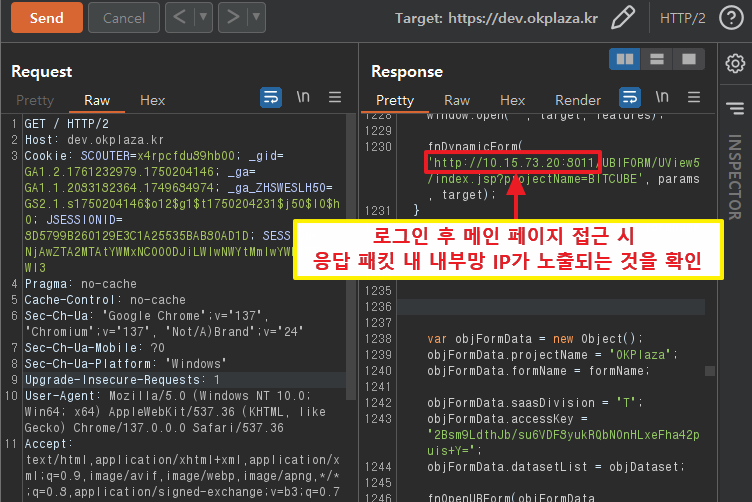 Send
Cancel
Target: https://dev.okplaza.kr
HTTP/2
Request
Pretty
Raw
Hex
\n
1 GET / HTTP/2
2 Host: dev.okplaza.kr
3 Cookie: SCOUTER=x4rpcfdu89hb00; _gid=
GA1.2.1761232979.1750204146; _ga=
GA1.1.2083182364.1749684974; _ga_ZHSWESLH50=
GS2.1.s1750204146$o12$g1$t1750204231$j50$l0$h
0; JSESSIONID=
8D5799B260129E3C1A25535BAB80AD1D; SESS
NjAwZTA2MTAtYWMxNC000DJiLWIwNWYtMmIwYW
WI3
4 Pragma: no-cache
5 Cache-Control: no-cache
6 Sec-Ch-Ua: "Google Chrome";v="137",
"Chromium";v="137", "Not/A)Brand";v="24"
7 Sec-Ch-Ua-Mobile: ?0
8 Sec-Ch-Ua-Platform: "Windows"
9 Upgrade-Insecure-Requests: 1
10 User-Agent: Mozilla/5.0 (Windows NT 10.0;
Win64; x64) AppleWebKit/537.36 (KHTML, like
Gecko) Chrome/137.0.0.0 Safari/537.36
11 Accept:
text/html,application/xhtml+xml,application/x
ml;q=0.9,image/avif,image/webp,image/apng,*/*
;q=0.8,application/signed-exchange;v=b3;q=0.7
Response
Pretty
Raw
Hex
Render
\n
1228 window.open(" ", target, features);
1229
1230 fnDynamicForm(
'http://10.15.73.20:8011/UBIFORM/UView5
/index.jsp?projectName=BITCUBE', params
, target);
1231 }
로그인 후 메인 페이지 접근 시
응답 패킷 내 내부망 IP가 노출되는 것을 확인
1235
1236
1237
1238 var objFormData = new Object();
1239 objFormData.projectName = "OKPlaza";
1240 objFormData.formName = formName;
1241
1242 objFormData.saasDivision = "T";
1243 objFormData.accessKey =
"2Bsm9LdthJb/su6VDF8yukRQbN0nHLxeFha42p
uis+Y=";
1244 objFormData.datasetList = objDataset;
1245
1246 fnOpenUBForm(objFormData
INSPECTOR